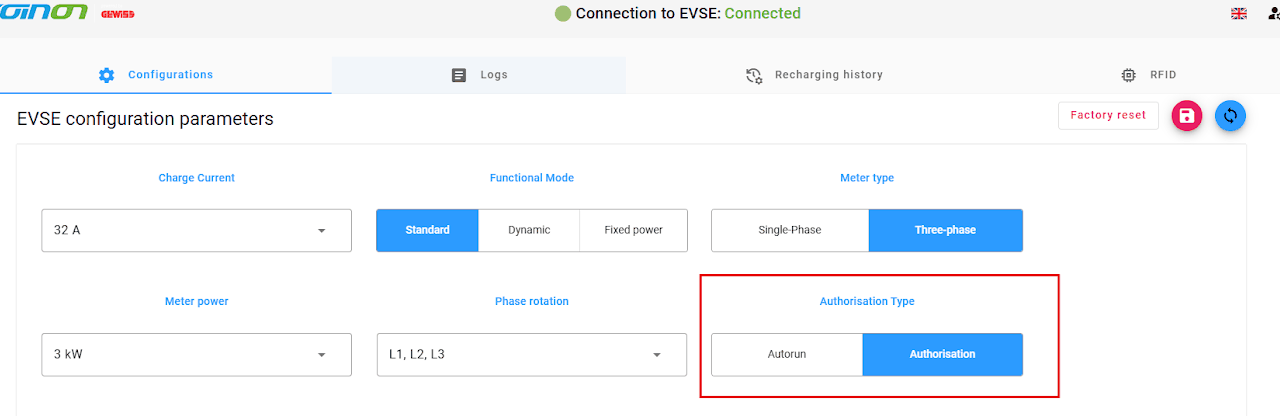 GEWISS
Connection to EVSE: Connected
Configurations
Logs
Recharging history
RFID
EVSE configuration parameters
Factory reset
Charge Current
Functional Mode
Meter type
32 A
Standard
Dynamic
Fixed power
Single-Phase
Three-phase
Meter power
Phase rotation
Authorisation Type
3 kW
L1, L2, L3
Autorun
Authorisation